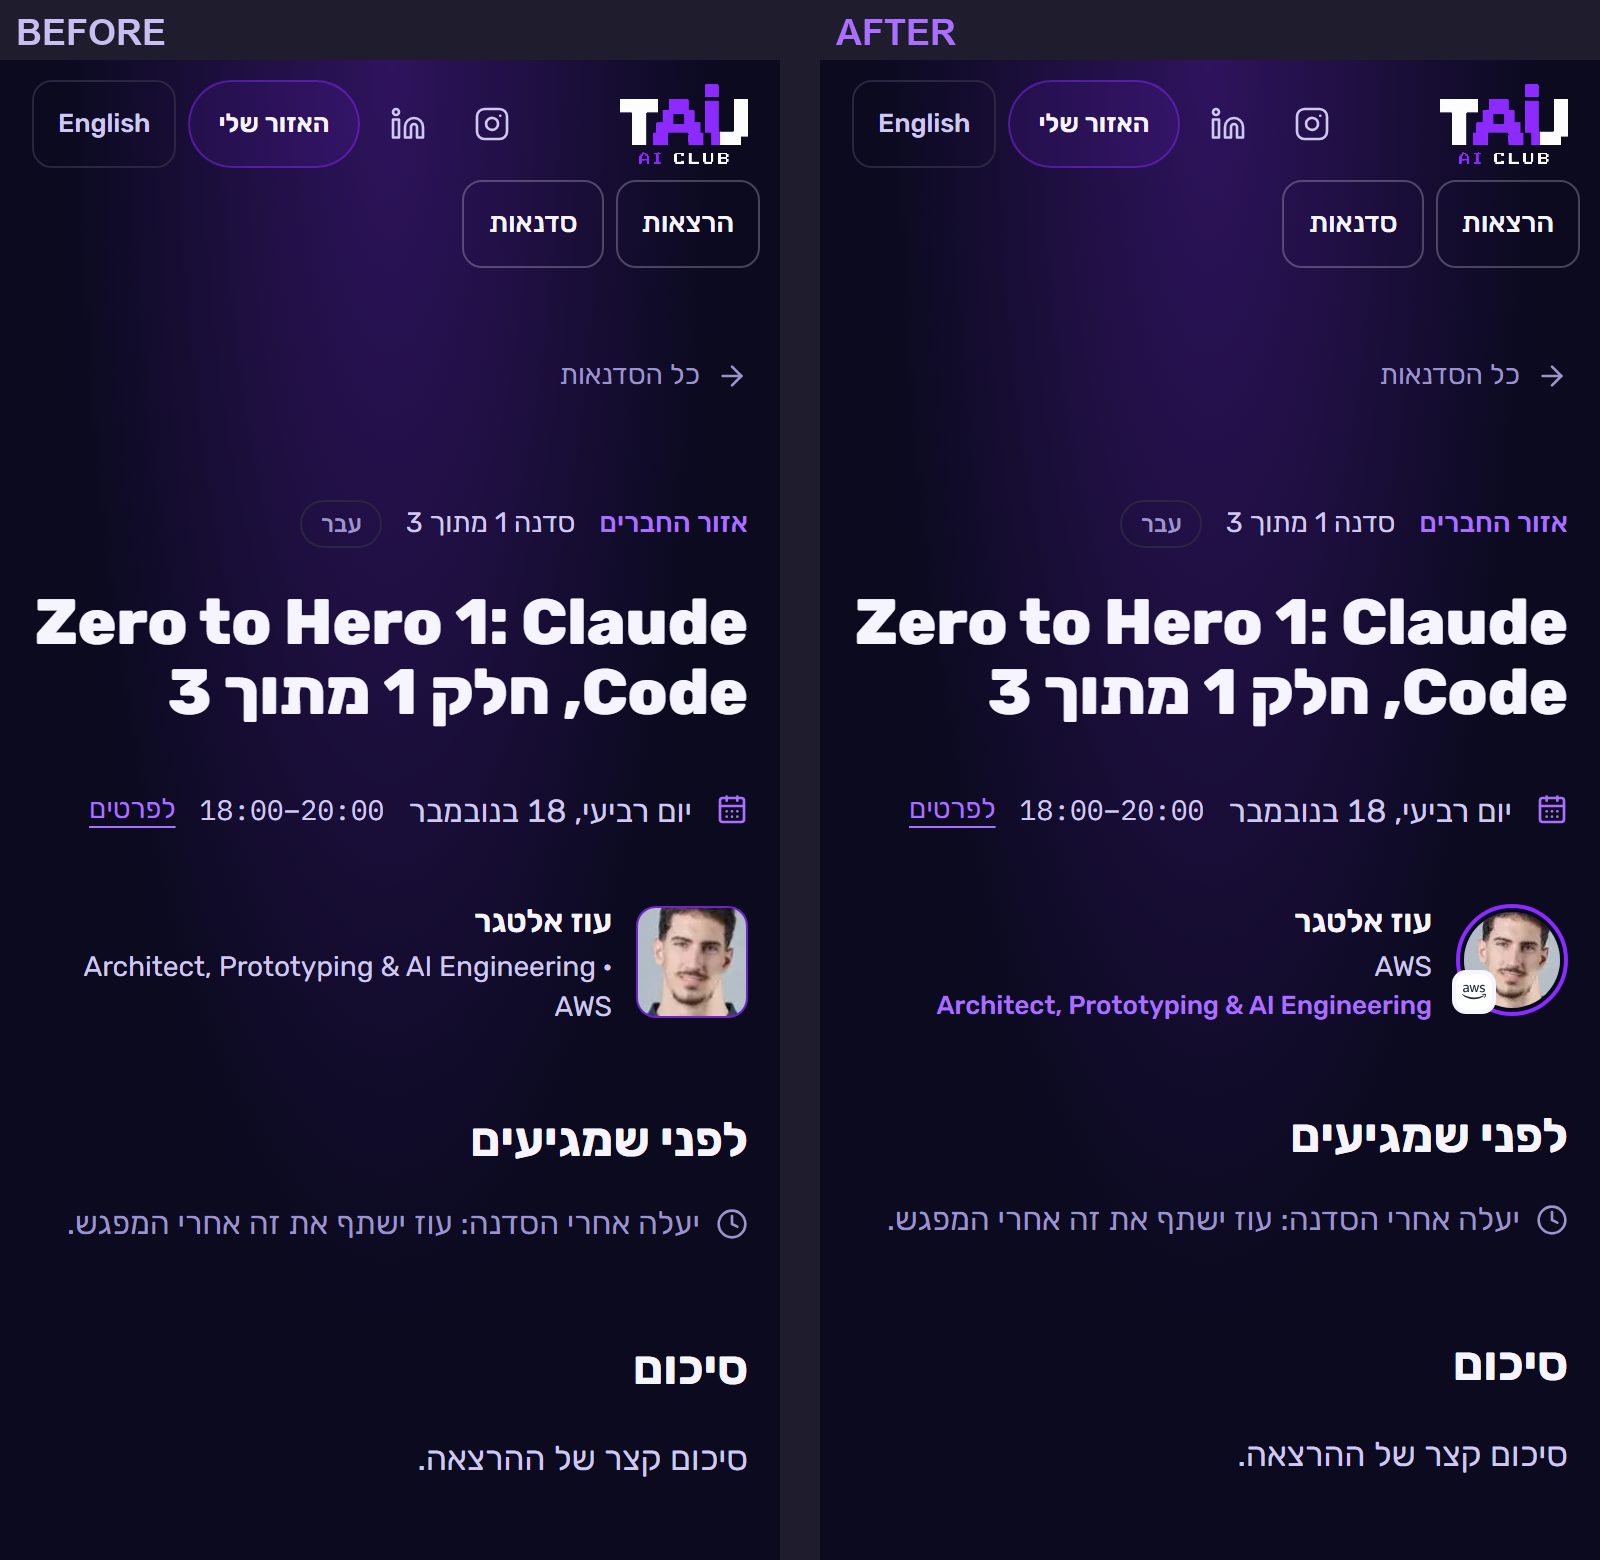 BEFORE
English
האזור שלי
TAiU
AI CLUB
הרצאות
סדנאות
כל הסדנאות
אזור החברים
סדנה 1 מתוך 3
עבר
Zero to Hero 1: Claude
Code, חלק 1 מתוך 3
יום רביעי, 18 בנובמבר
18:00–20:00
לפרטים
עוז אלטגר
Architect, Prototyping & AI Engineering •
AWS
לפני שמגיעים
יעלה אחרי הסדנה: עוז ישתף את זה אחרי המפגש.
סיכום
סיכום קצר של ההרצאה.
AFTER
English
האזור שלי
TAiU
AI CLUB
הרצאות
סדנאות
כל הסדנאות
אזור החברים
סדנה 1 מתוך 3
עבר
Zero to Hero 1: Claude
Code, חלק 1 מתוך 3
יום רביעי, 18 בנובמבר
18:00–20:00
לפרטים
עוז אלטגר
AWS
Architect, Prototyping & AI Engineering
aws
לפני שמגיעים
יעלה אחרי הסדנה: עוז ישתף את זה אחרי המפגש.
סיכום
סיכום קצר של ההרצאה.